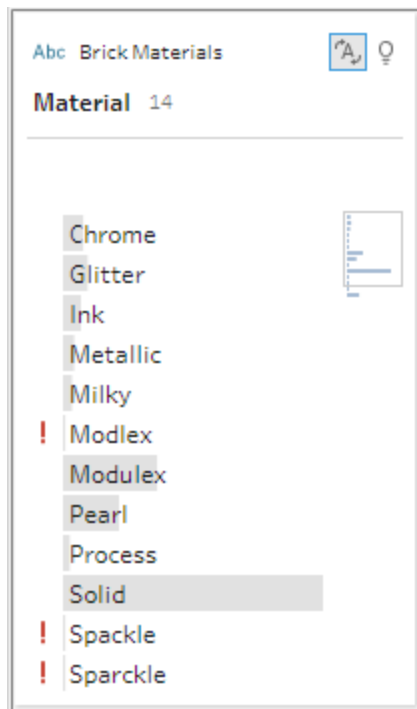 Abc Brick Materials
Material 14
Chrome
Glitter
Ink
Metallic
Milky
! Modlex
Modulex
Pearl
Process
Solid
! Spackle
! Sparckle